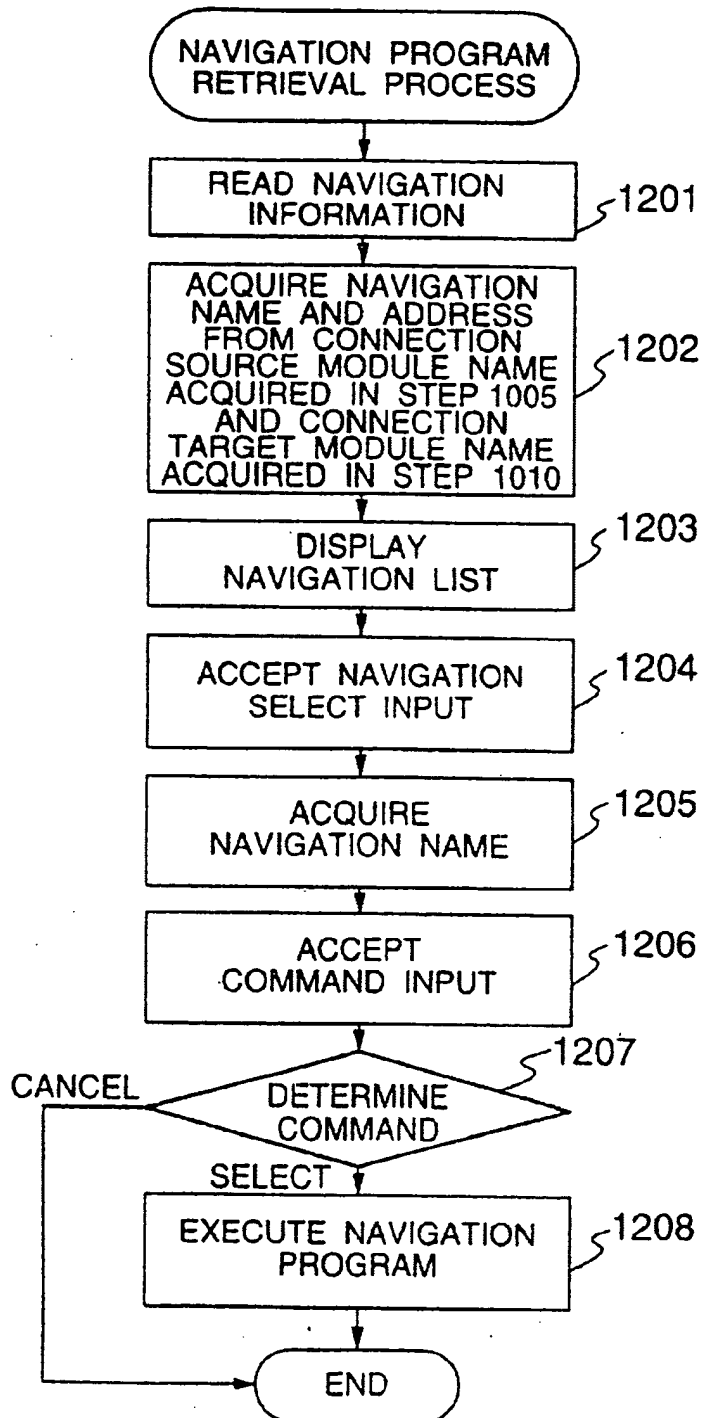 NAVIGATION PROGRAM
RETRIEVAL PROCESS
READ NAVIGATION
INFORMATION
1201
ACQUIRE NAVIGATION
NAME AND ADDRESS
FROM CONNECTION
SOURCE MODULE NAME
ACQUIRED IN STEP 1005
AND CONNECTION
TARGET MODULE NAME
ACQUIRED IN STEP 1010
1202
DISPLAY
NAVIGATION LIST
1203
ACCEPT NAVIGATION
SELECT INPUT
1204
ACQUIRE
NAVIGATION NAME
1205
ACCEPT
COMMAND INPUT
1206
1207
CANCEL
DETERMINE
COMMAND
SELECT
EXECUTE NAVIGATION
PROGRAM
1208
END